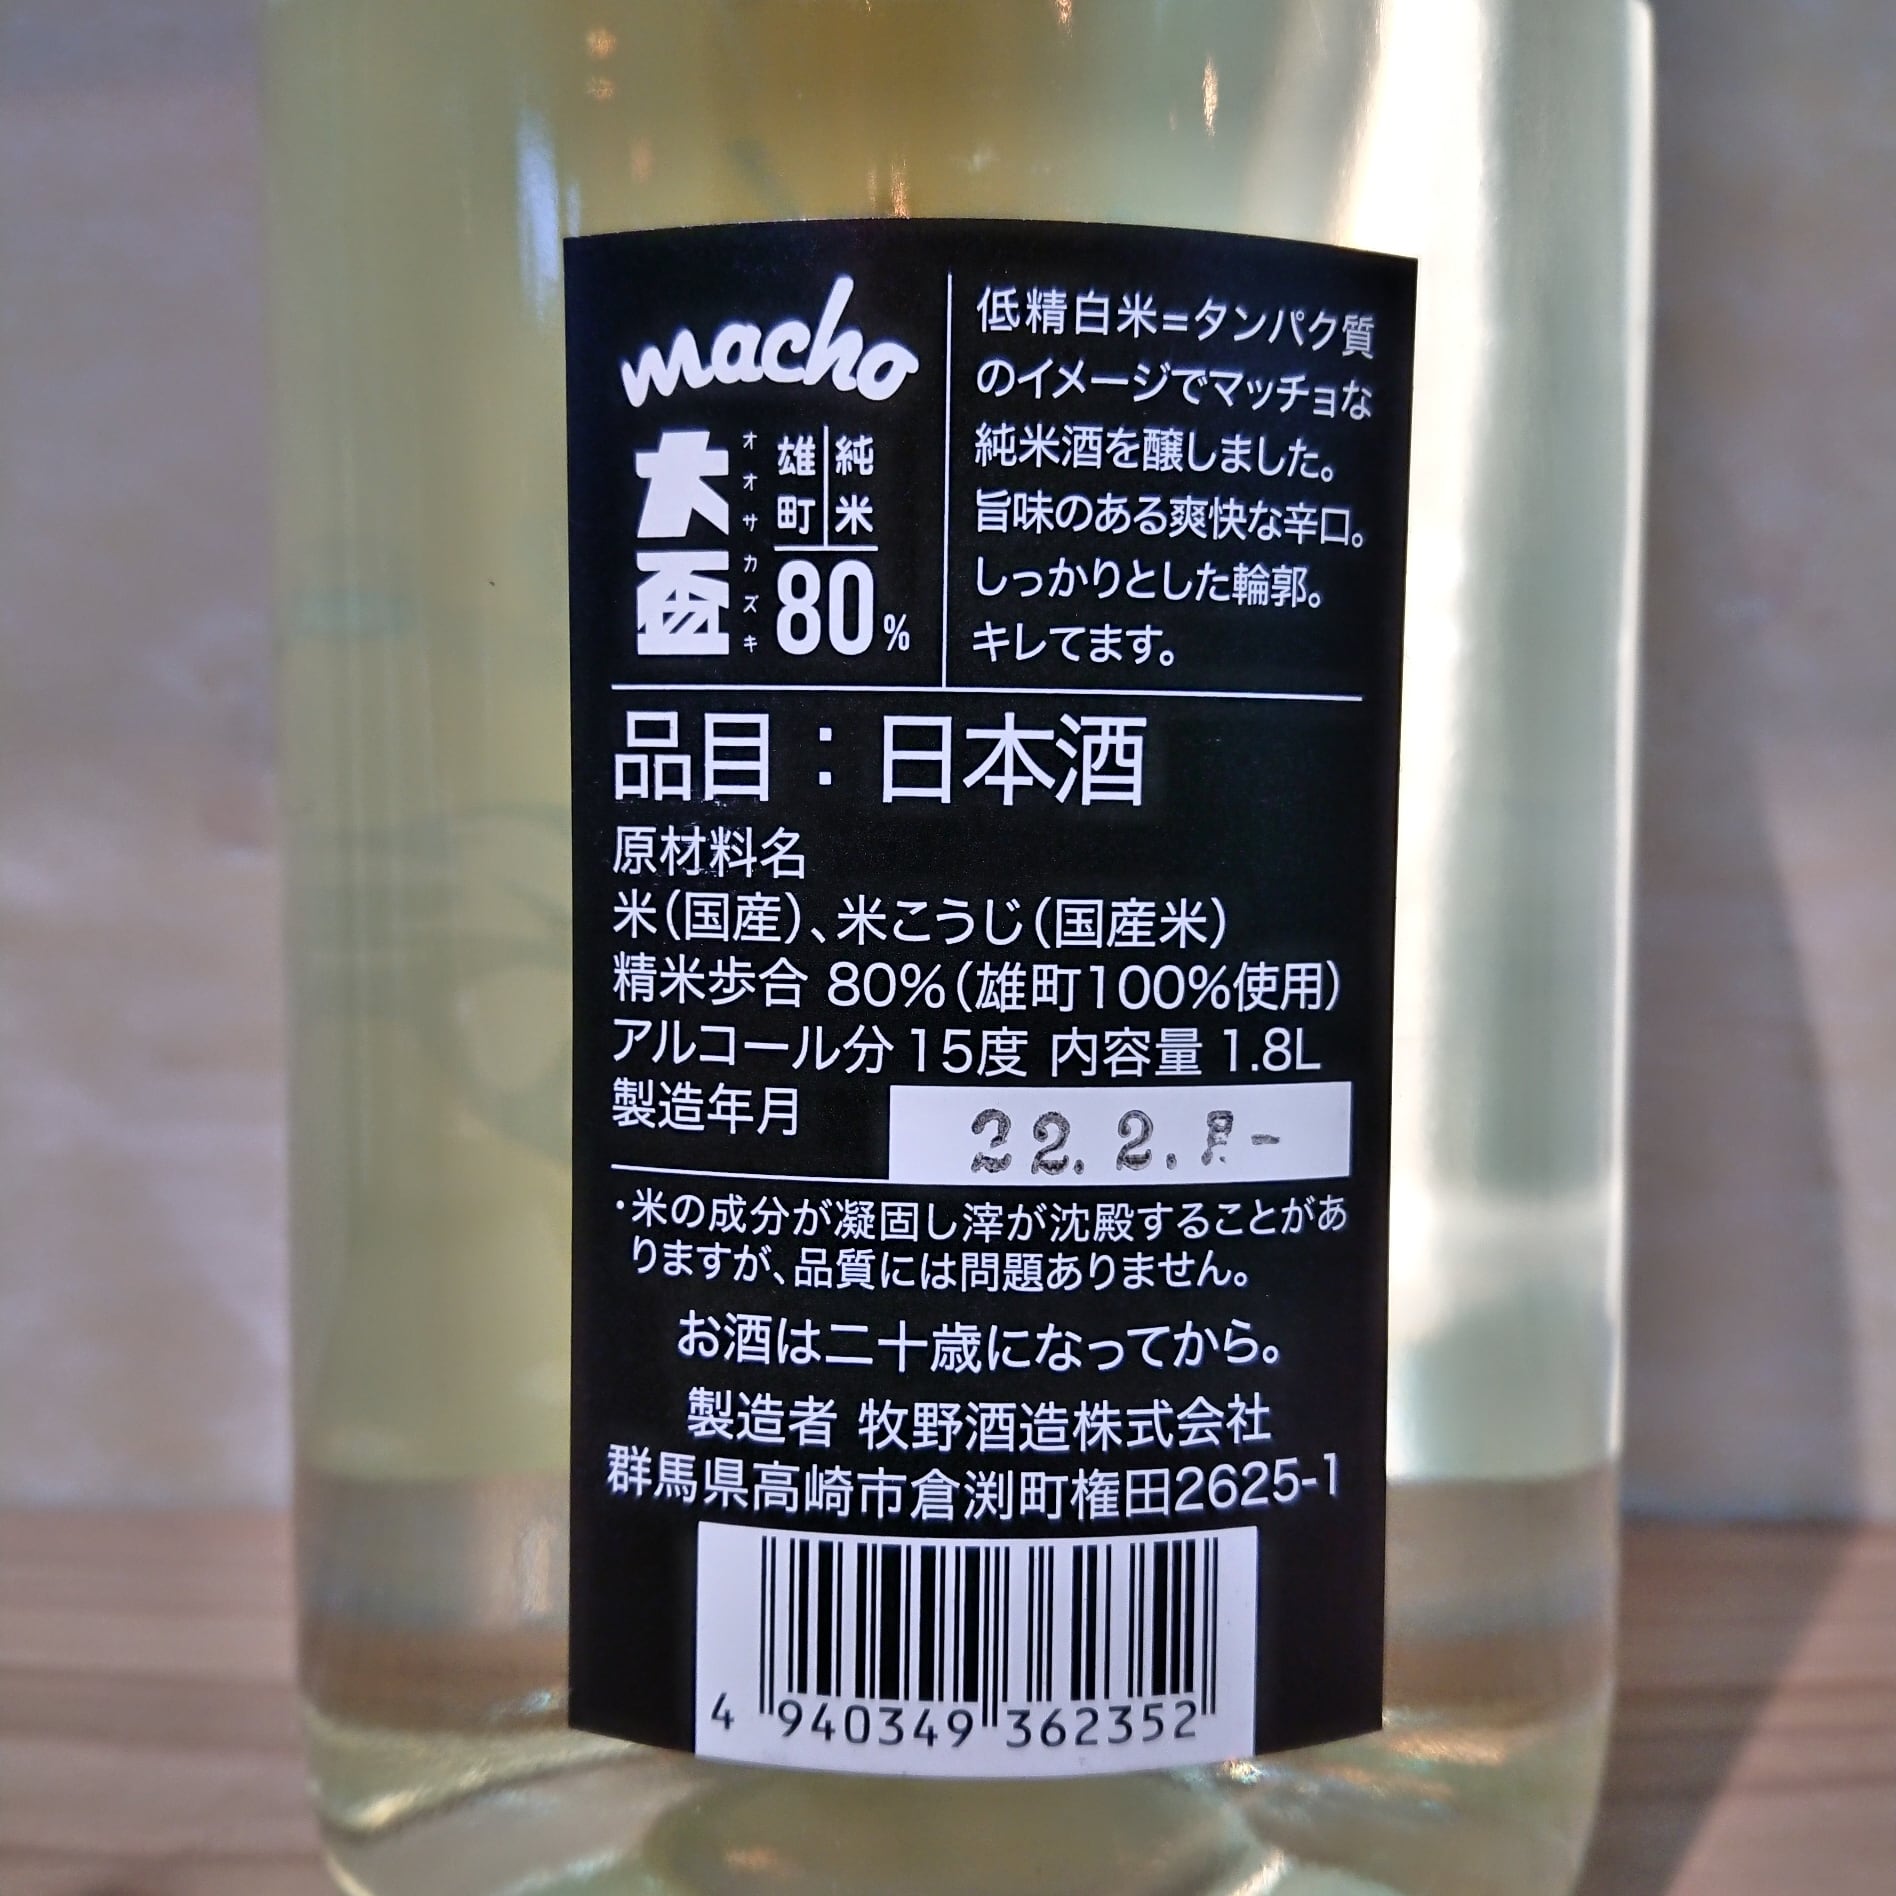 macho
大盃
オオサカズキ
純米
雄町
80%
低精白米=タンパク質
のイメージでマッチョな
純米酒を醸しました。
旨味のある爽快な辛口。
しっかりとした輪郭。
キレてます。
品目：日本酒
原材料名
米（国産）、米こうじ（国産米）
精米歩合 80%（雄町100%使用）
アルコール分15度 内容量1.8L
製造年月
22.2.
・米の成分が凝固し滓が沈殿することがあ
りますが、品質には問題ありません。
お酒は二十歳になってから。
製造者 牧野酒造株式会社
群馬県高崎市倉渕町権田2625-1
4 940349 362352